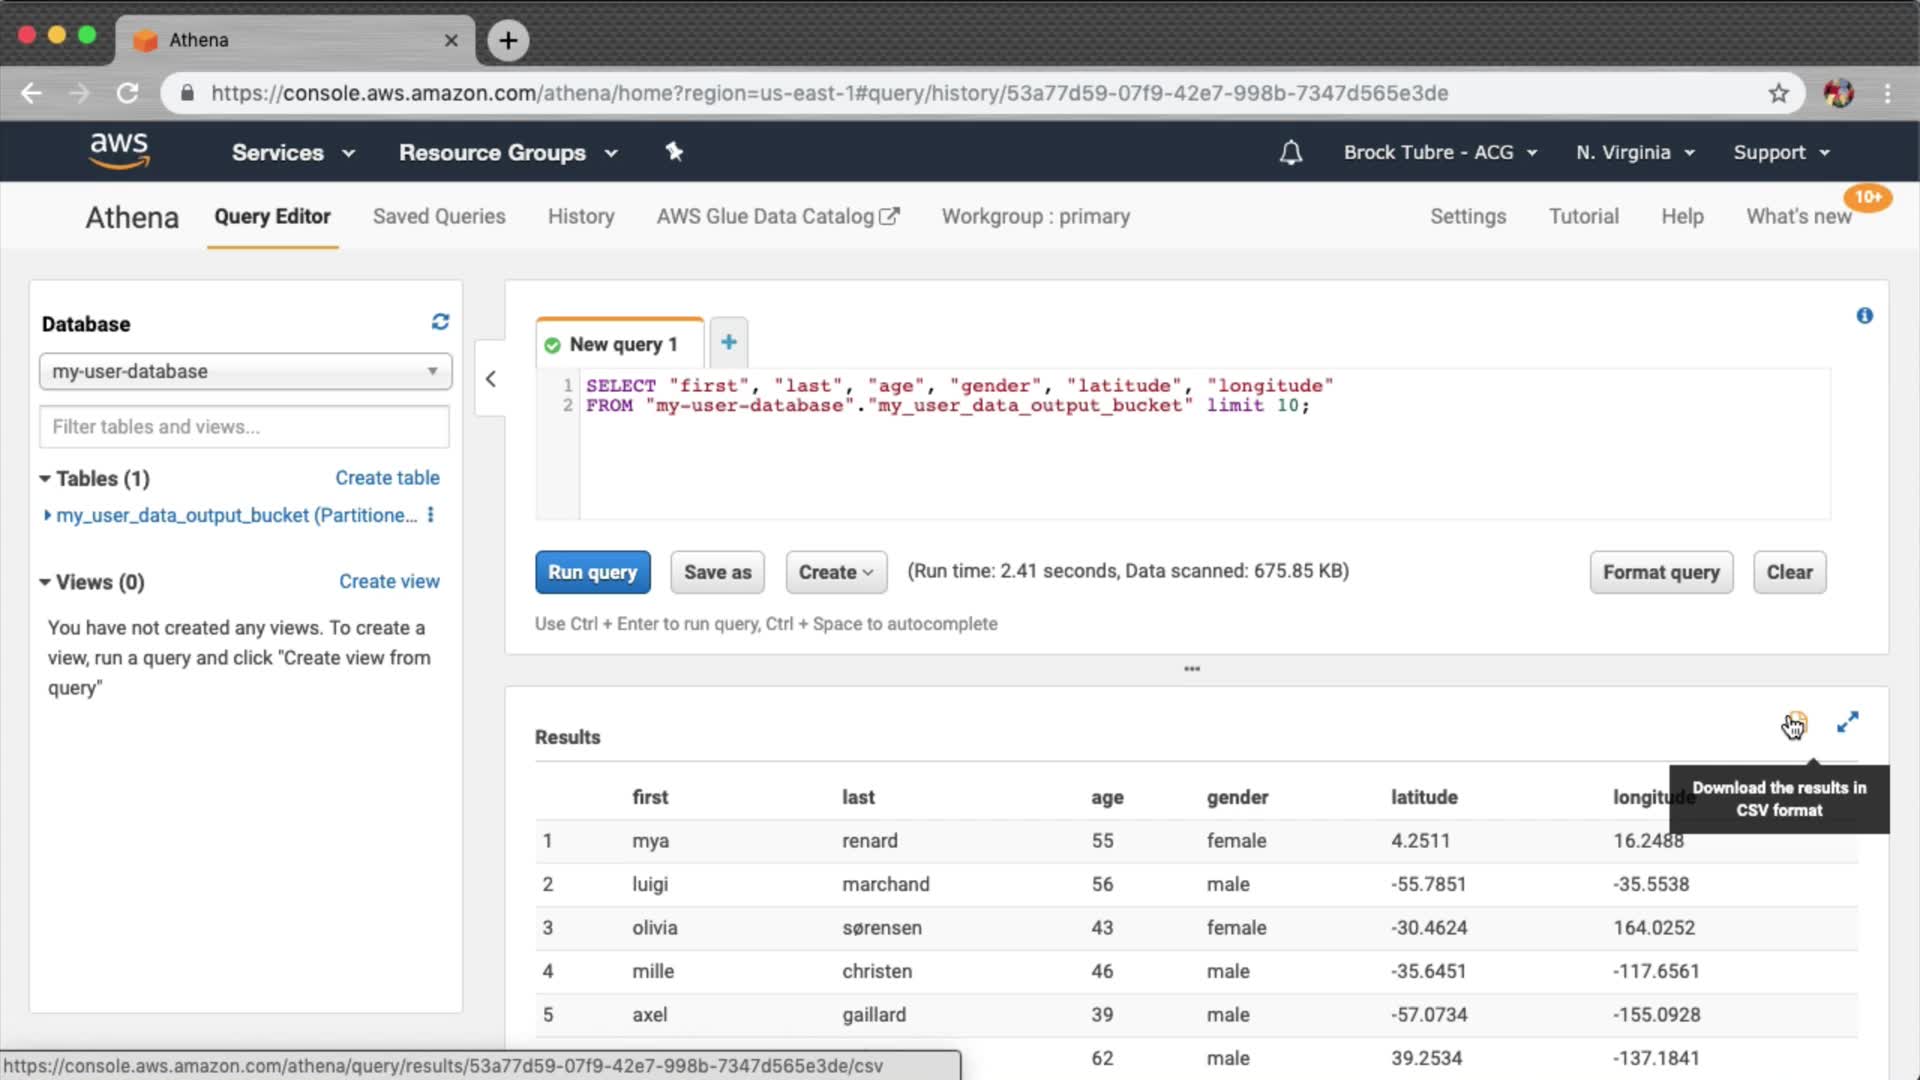 Athena
https://console.aws.amazon.com/athena/home?region=us-east-1#query/history/53a77d59-07f9-42e7-998b-7347d565e3de
aws Services Resource Groups Brock Tubre - ACG N. Virginia Support
Athena Query Editor Saved Queries History AWS Glue Data Catalog Workgroup : primary Settings Tutorial Help What's new 10+
Database
my-user-database
Filter tables and views...
Tables (1) Create table
my_user_data_output_bucket (Partitione...
Views (0) Create view
You have not created any views. To create a
view, run a query and click "Create view from
query"
New query 1
1 SELECT "first", "last", "age", "gender", "latitude", "longitude"
2 FROM "my-user-database"."my_user_data_output_bucket" limit 10;
Run query Save as Create (Run time: 2.41 seconds, Data scanned: 675.85 KB) Format query Clear
Use Ctrl + Enter to run query, Ctrl + Space to autocomplete
Results
Download the results in
CSV format
first last age gender latitude longitude
1 mya renard 55 female 4.2511 16.2488
2 luigi marchand 56 male -55.7851 -35.5538
3 olivia sørensen 43 female -30.4624 164.0252
4 mille christen 46 male -35.6451 -117.6561
5 axel gaillard 39 male -57.0734 -155.0928
62 male 39.2534 -137.1841
https://console.aws.amazon.com/athena/query/results/53a77d59-07f9-42e7-998b-7347d565e3de/csv